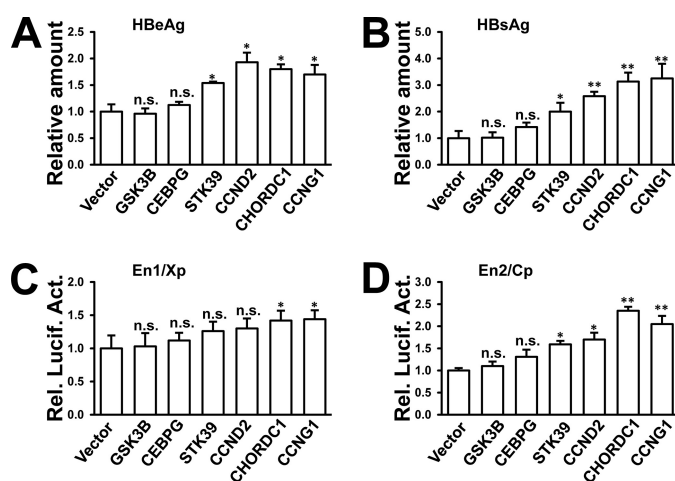 A
HBeAg
Relative amount
2.5
2.0
1.5
1.0
0.5
0.0
n.s.
n.s.
*
*
*
*
Vector
GSK3B
CEBPG
STK39
CCND2
CHORDC1
CCNG1
B
HBsAg
Relative amount
5.0
4.0
3.0
2.0
1.0
0.0
n.s.
n.s.
*
**
**
**
Vector
GSK3B
CEBPG
STK39
CCND2
CHORDC1
CCNG1
C
En1/Xp
Rel. Lucif. Act.
2.0
1.5
1.0
0.5
0.0
n.s.
n.s.
n.s.
n.s.
*
*
Vector
GSK3B
CEBPG
STK39
CCND2
CHORDC1
CCNG1
D
En2/Cp
Rel. Lucif. Act.
3.0
2.5
2.0
1.5
1.0
0.5
0.0
n.s.
n.s.
*
*
**
**
Vector
GSK3B
CEBPG
STK39
CCND2
CHORDC1
CCNG1